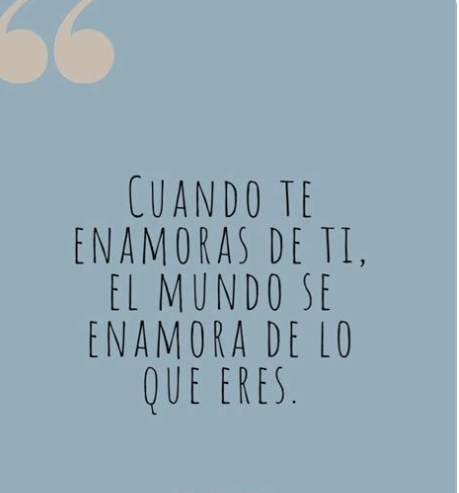 “
CUANDO TE
ENAMORAS DE TI,
EL MUNDO SE
ENAMORA DE LO
QUE ERES.